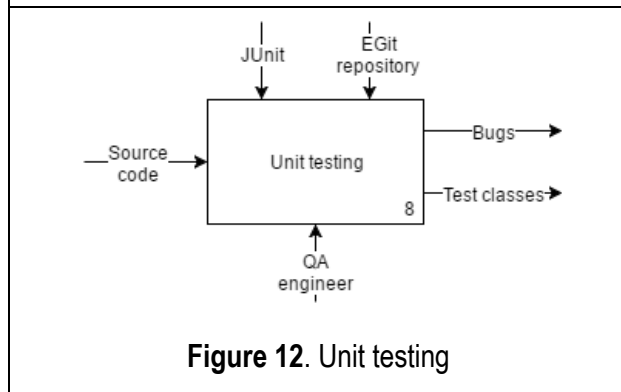 JUnit
EGit
repository
Source
code
Unit testing
Bugs
Test classes
8
QA
engineer
Figure 12. Unit testing